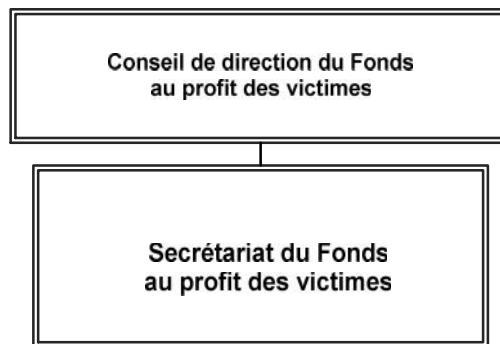 Conseil de direction du Fonds
au profit des victimes
Secrétariat du Fonds
au profit des victimes